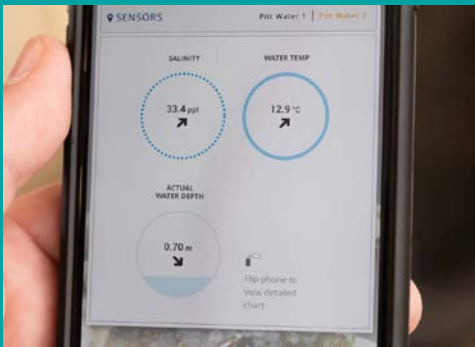 SENSORS
Pitt Water 1 | Pitt Water 2
SALINITY
WATER TEMP
33.4 ppt
12.9 °C
ACTUAL
WATER DEPTH
0.70 m
Flip phone to
view detailed
chart